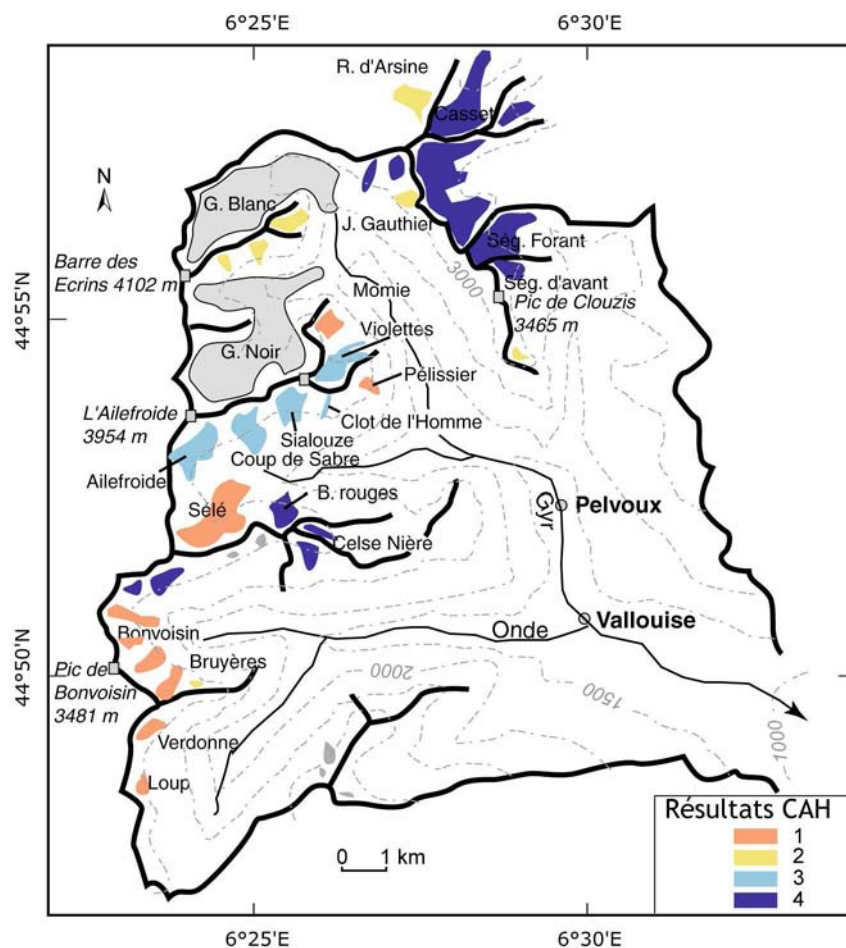 6°25'E
6°30'E
R. d'Arsine
Casset
N
G. Blanc
J. Gauthier
Ség. Forant
Barre des
Ecrins 4102 m
3000
Ség. d'avant
Pic de Clouzis
3465 m
44°55'N
Momie
Violettes
G. Noir
Pélissier
L'Ailefroide
3954 m
Clot de l'Homme
Sialouze
Coup de Sabre
Ailefroide
B. rouges
Sélé
Gyr
Pelvoux
Celse Nière
Vallouise
Onde
Bonvoisin
Bruyères
44°50'N
Pic de
Bonvoisin
3481 m
2000
1500
1000
Verdonne
Loup
0 1 km
Résultats CAH
1
2
3
4
6°25'E
6°30'E